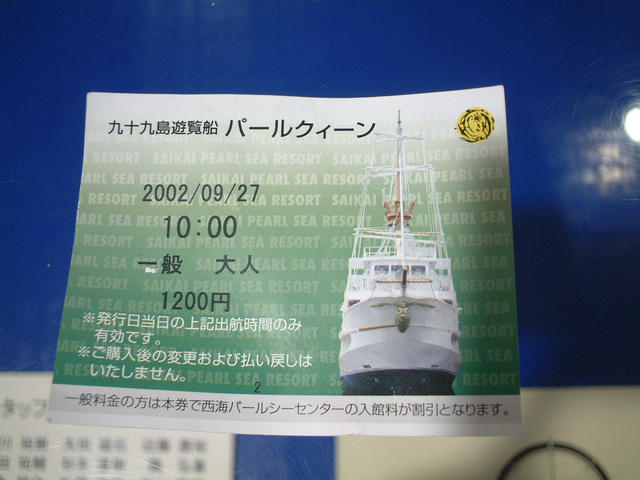 九十九島遊覧船 パールクィーン
SAIKAI PEARL SEA RESORT
2002/09/27
10:00
一般 大人
1200円
※発行日当日の上記出航時間のみ
有効です。
※ご購入後の変更および払い戻しは
いたしません。
2
一般料金の方は本券で西海パールシーセンターの入館料が割引となります。
タッフ